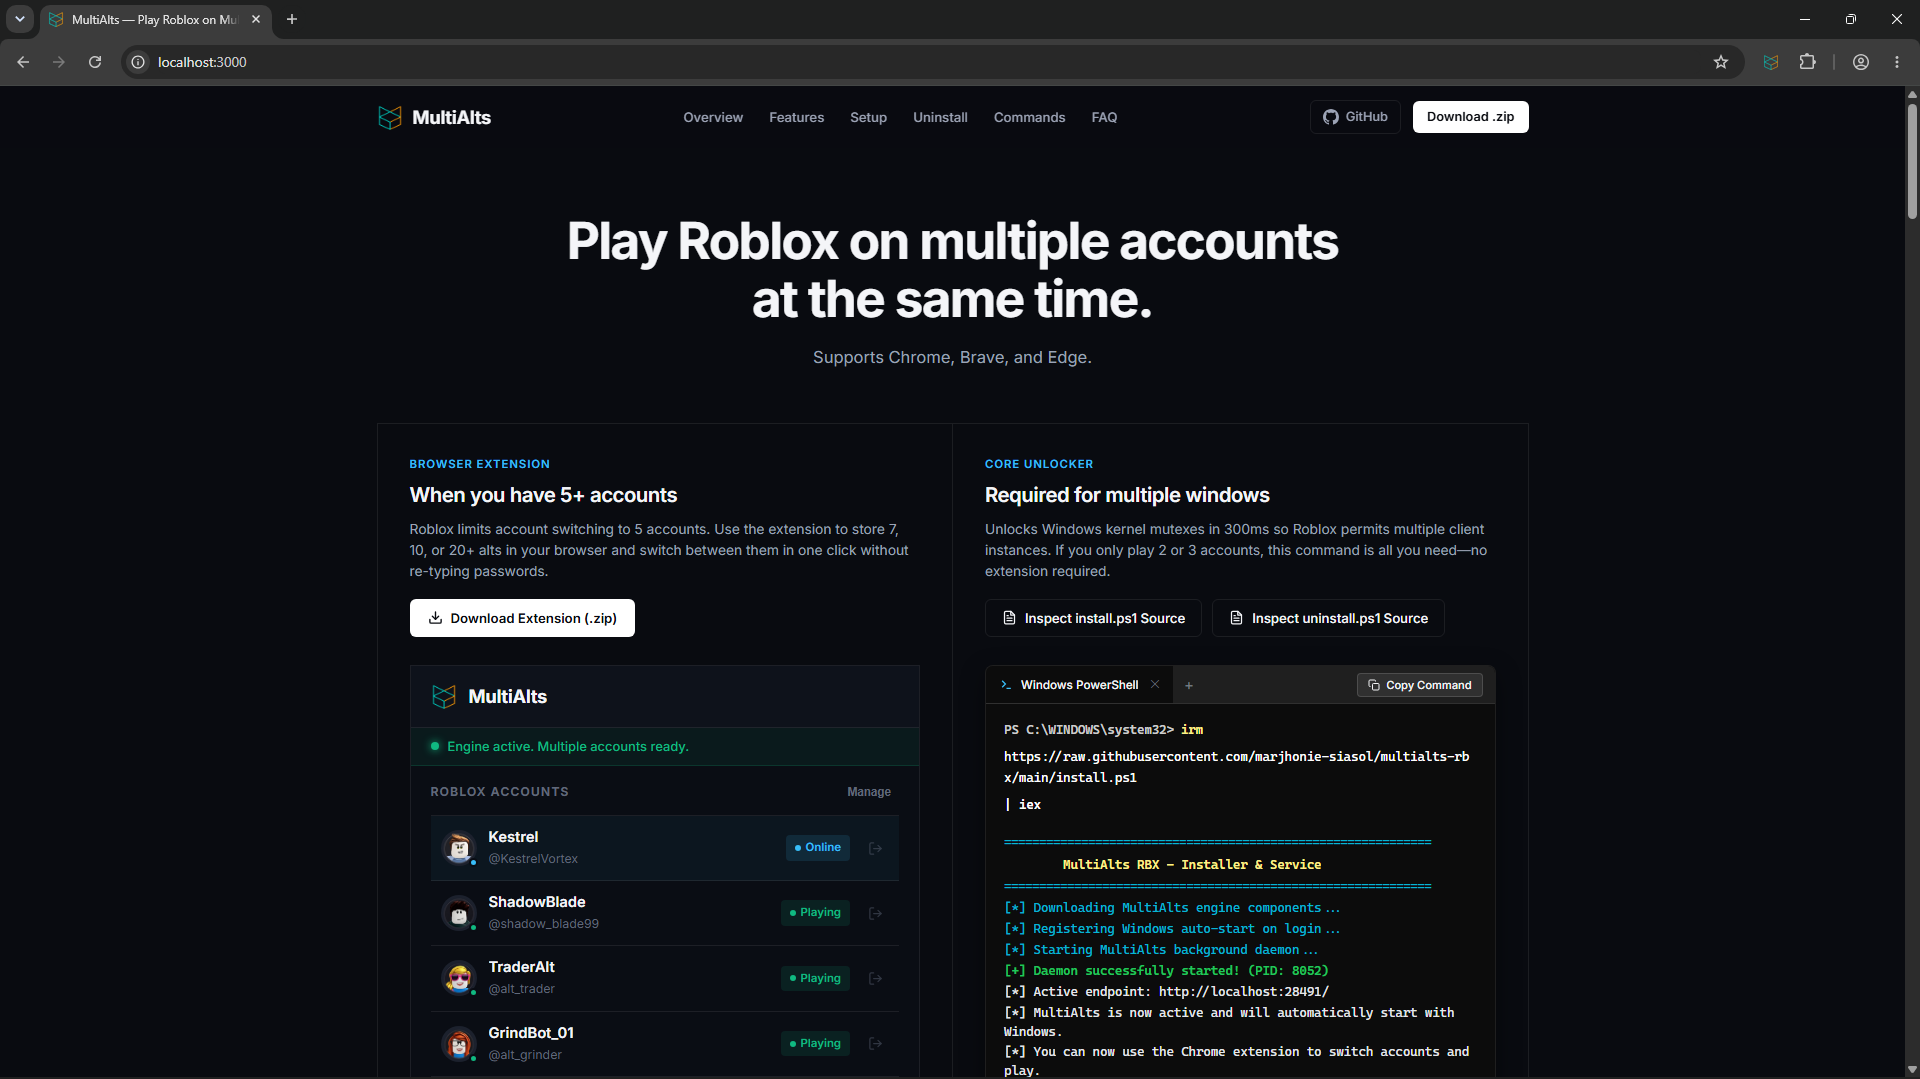 MultiAlts — Play Roblox on Mu
localhost:3000
MultiAlts
Overview
Features
Setup
Uninstall
Commands
FAQ
GitHub
Download .zip
Play Roblox on multiple accounts
at the same time.
Supports Chrome, Brave, and Edge.
BROWSER EXTENSION
When you have 5+ accounts
Roblox limits account switching to 5 accounts. Use the extension to store 7,
10, or 20+ alts in your browser and switch between them in one click without
re-typing passwords.
Download Extension (.zip)
MultiAlts
Engine active. Multiple accounts ready.
ROBLOX ACCOUNTS
Manage
Kestrel
@KestrelVortex
Online
ShadowBlade
@shadow_blade99
Playing
TraderAlt
@alt_trader
Playing
GrindBot_01
@alt_grinder
Playing
CORE UNLOCKER
Required for multiple windows
Unlocks Windows kernel mutexes in 300ms so Roblox permits multiple client
instances. If you only play 2 or 3 accounts, this command is all you need—no
extension required.
Inspect install.ps1 Source
Inspect uninstall.ps1 Source
Windows PowerShell
Copy Command
PS C:\WINDOWS\system32> irm
https://raw.githubusercontent.com/marjhonie-siasol/multialts-rb
x/main/install.ps1
| iex
==========================================================
MultiAlts RBX - Installer & Service
==========================================================
[*] Downloading MultiAlts engine components...
[*] Registering Windows auto-start on login...
[*] Starting MultiAlts background daemon...
[+] Daemon successfully started! (PID: 8052)
[*] Active endpoint: http://localhost:28491/
[*] MultiAlts is now active and will automatically start with
Windows.
[*] You can now use the Chrome extension to switch accounts and
play.